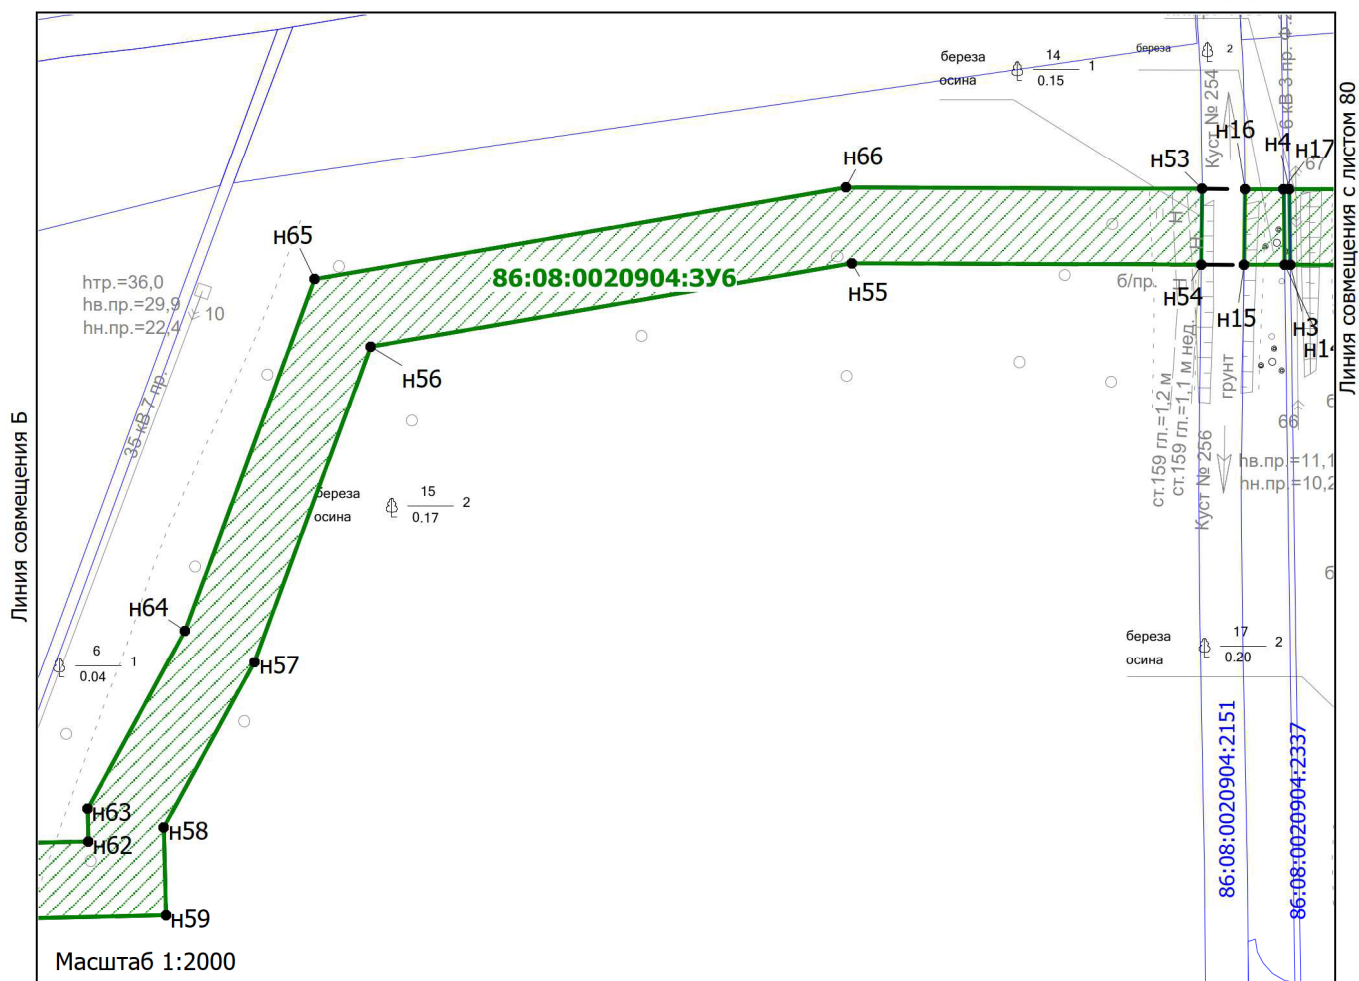 береза
осина
14
0.15
1
береза
2
Куст № 254
6 кВ 3 пр.
Линия совмещения с листом 80
н66
н53
н16
н4
н17
67
н65
86:08:0020904:ЗУ6
hтр.=36,0
hв.пр.=29,9
hн.пр.=22,4
10
35 кВ 7 пр.
н55
б/пр.
н54
н15
н3
н14
н56
ст.159 гл.=1,2 м
ст.159 гл.=1,1 м нед.
грунт
66
Куст № 256
hв.пр.=11,1
hн.пр.=10,2
Линия совмещения Б
береза
осина
15
0.17
2
н64
6
0.04
1
н57
береза
осина
17
0.20
2
86:08:0020904:2151
86:08:0020904:2337
н63
н62
н58
н59
Масштаб 1:2000